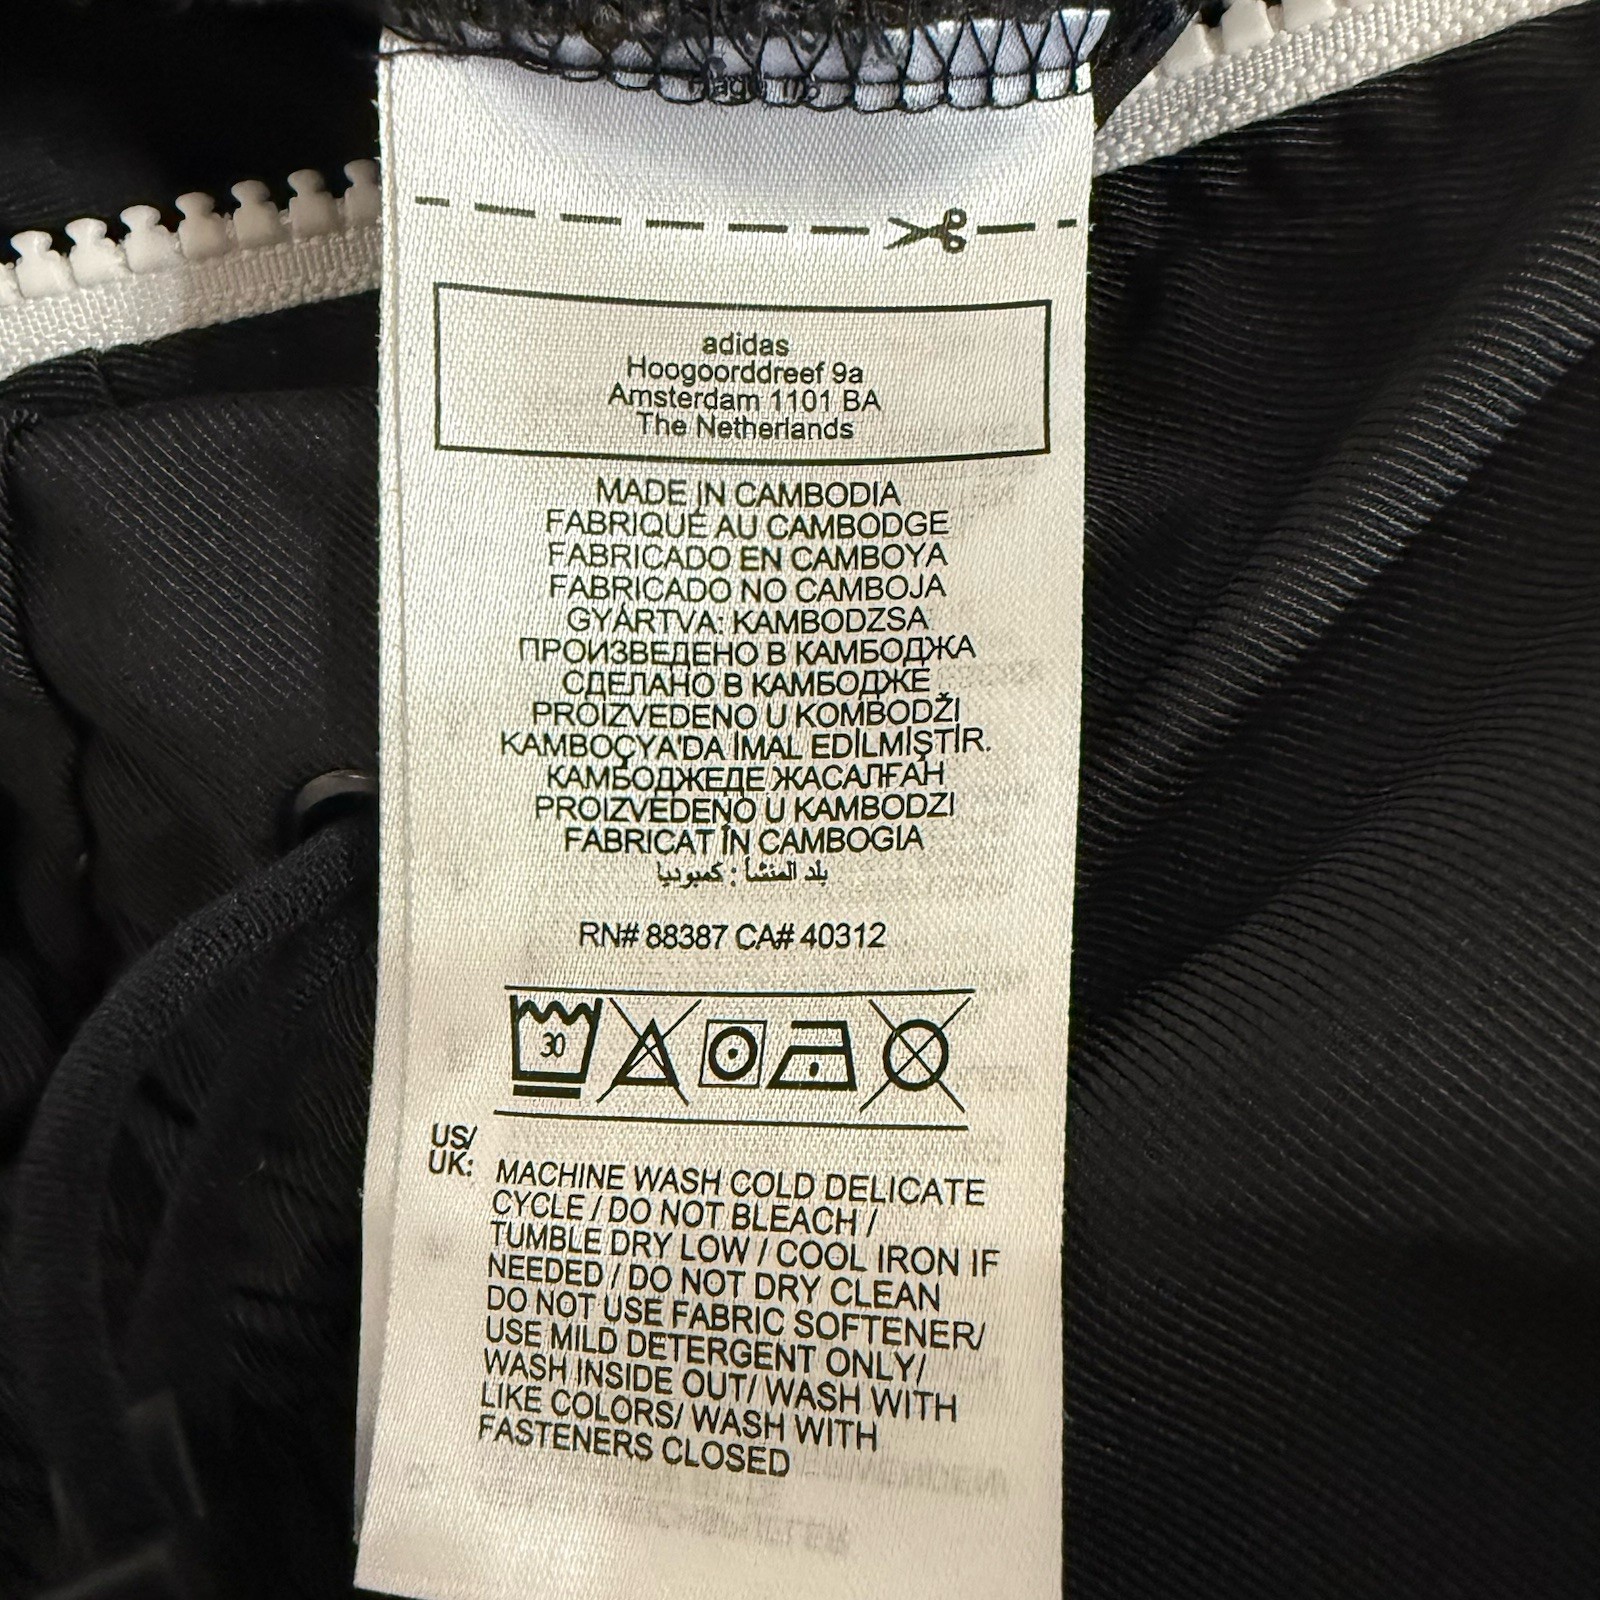 adidas
Hoogoorddreef 9a
Amsterdam 1101 BA
The Netherlands
MADE IN CAMBODIA
FABRIQUÉ AU CAMBODGE
FABRICADO EN CAMBOYA
FABRICADO NO CAMBOJA
GYÁRTVA: KAMBODZSA
ПРОИЗВЕДЕНО В КАМБОДЖА
СДЕЛАНО В КАМБОДЖЕ
PROIZVEDENO U KOMBODŽI
KAMBOÇYA'DA İMAL EDİLMİŞTİR.
КАМБОДЖЕДЕ ЖАСАЛҒАН
PROIZVEDENO U KAMBODZI
FABRICAT ÎN CAMBOGIA
بلد المنشأ : كمبوديا
RN# 88387 CA# 40312
30
US/
UK:
MACHINE WASH COLD DELICATE
CYCLE / DO NOT BLEACH /
TUMBLE DRY LOW / COOL IRON IF
NEEDED / DO NOT DRY CLEAN
DO NOT USE FABRIC SOFTENER/
USE MILD DETERGENT ONLY/
WASH INSIDE OUT/ WASH WITH
LIKE COLORS/ WASH WITH
FASTENERS CLOSED